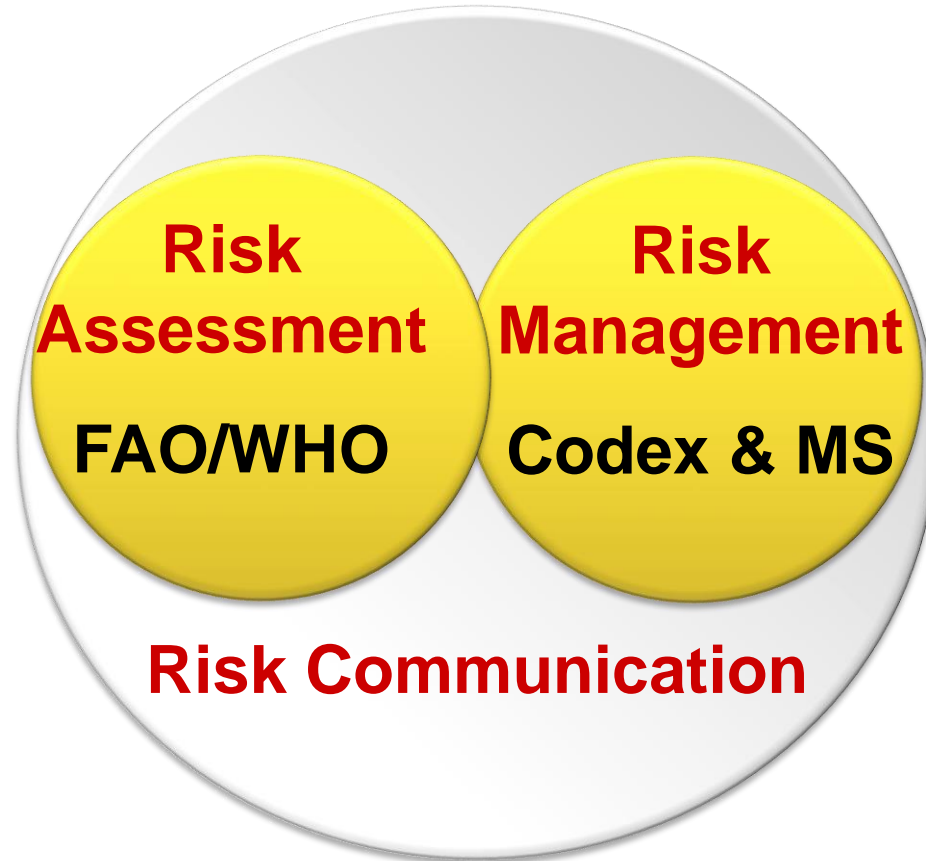 Risk
Assessment
FAO/WHO
Risk
Management
Codex & MS
Risk Communication